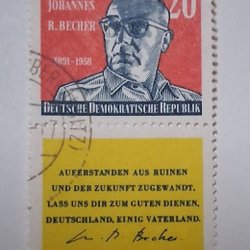 JOHANNES
R. BECHER
20
1891-1958
DEUTSCHE DEMOKRATISCHE REPUBLIK
AUFERSTANDEN AUS RUINEN
UND DER ZUKUNFT ZUGEWANDT,
LASS UNS DIR ZUM GUTEN DIENEN,
DEUTSCHLAND, EINIG VATERLAND.